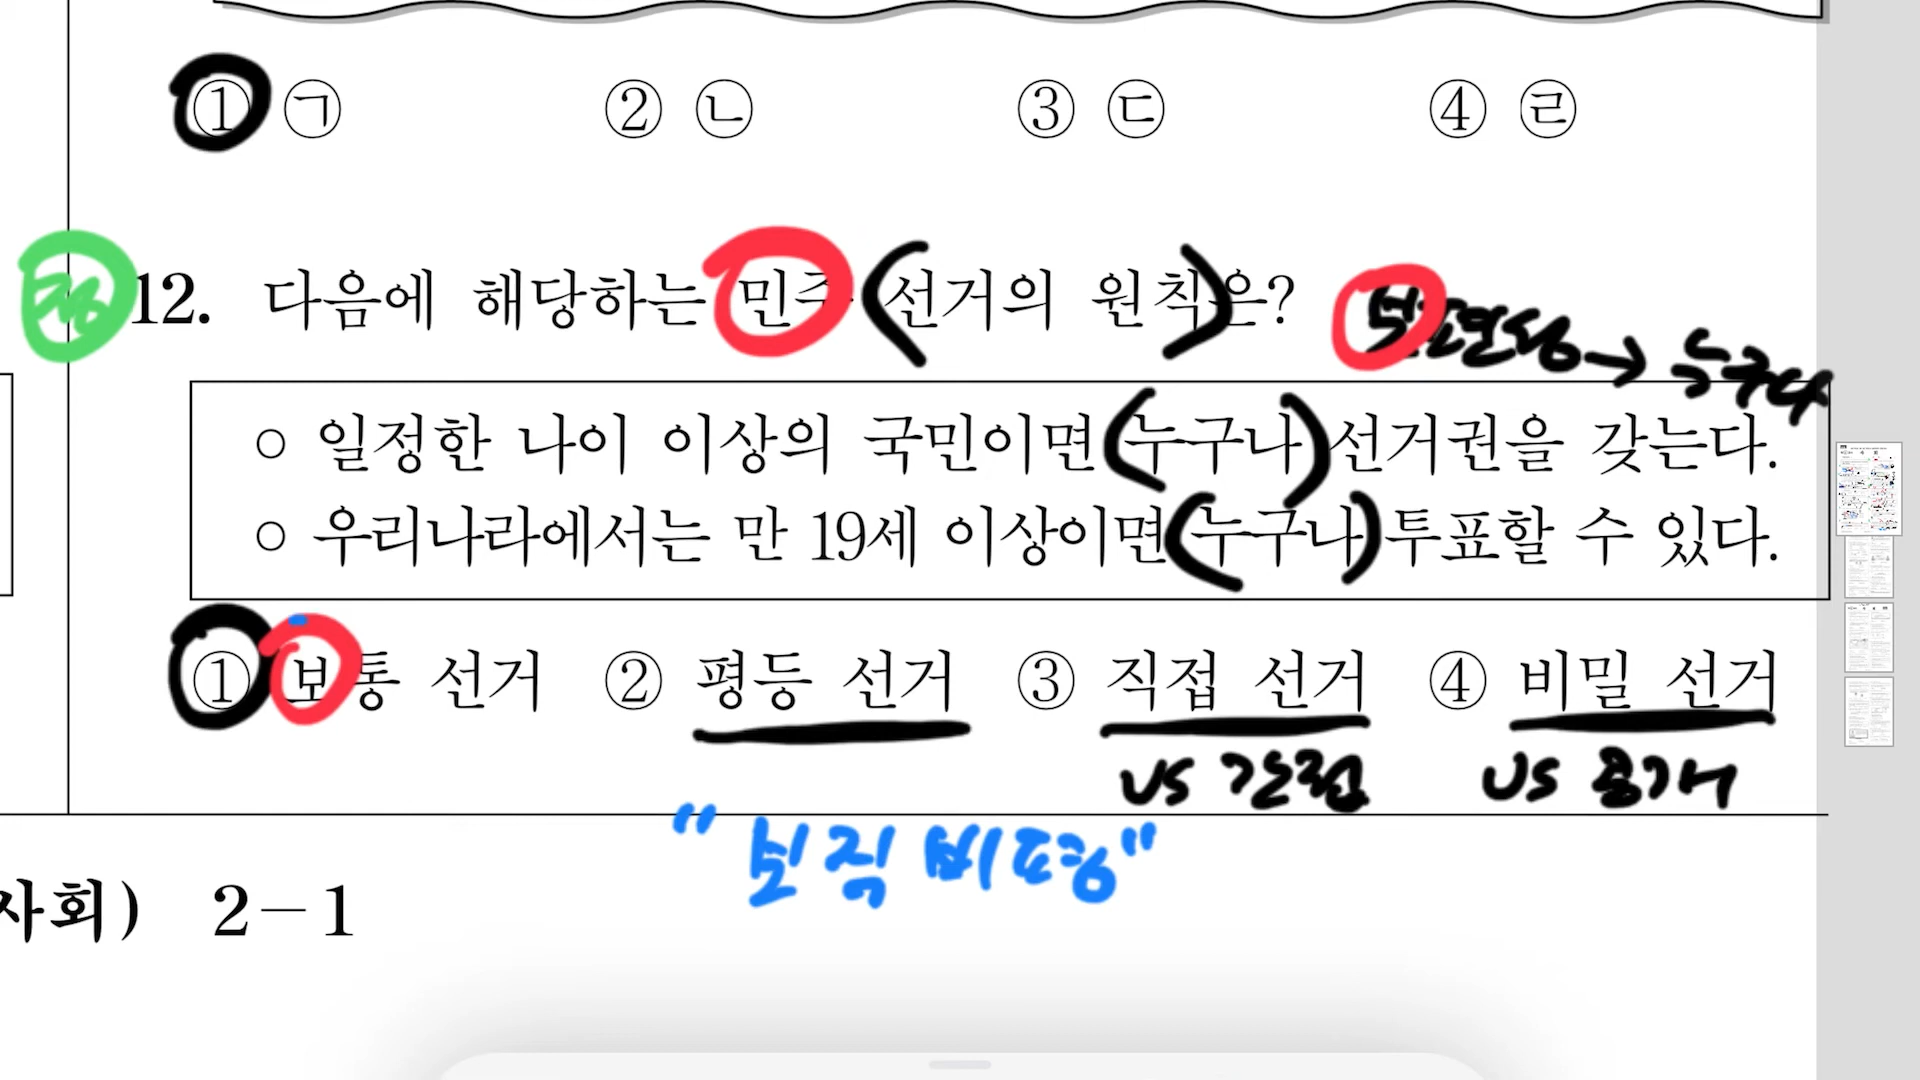 ① ㉠ ② ㉡ ③ ㉢ ④ ㉣
중 12. 다음에 해당하는 민주 (선거의 원칙)은? 보편성 → 누구나
○ 일정한 나이 이상의 국민이면 (누구나) 선거권을 갖는다.
○ 우리나라에서는 만 19세 이상이면 (누구나) 투표할 수 있다.
① 보통 선거 ② 평등 선거 ③ 직접 선거 ④ 비밀 선거
vs 간접 vs 공개
"보직비평"
사회) 2-1